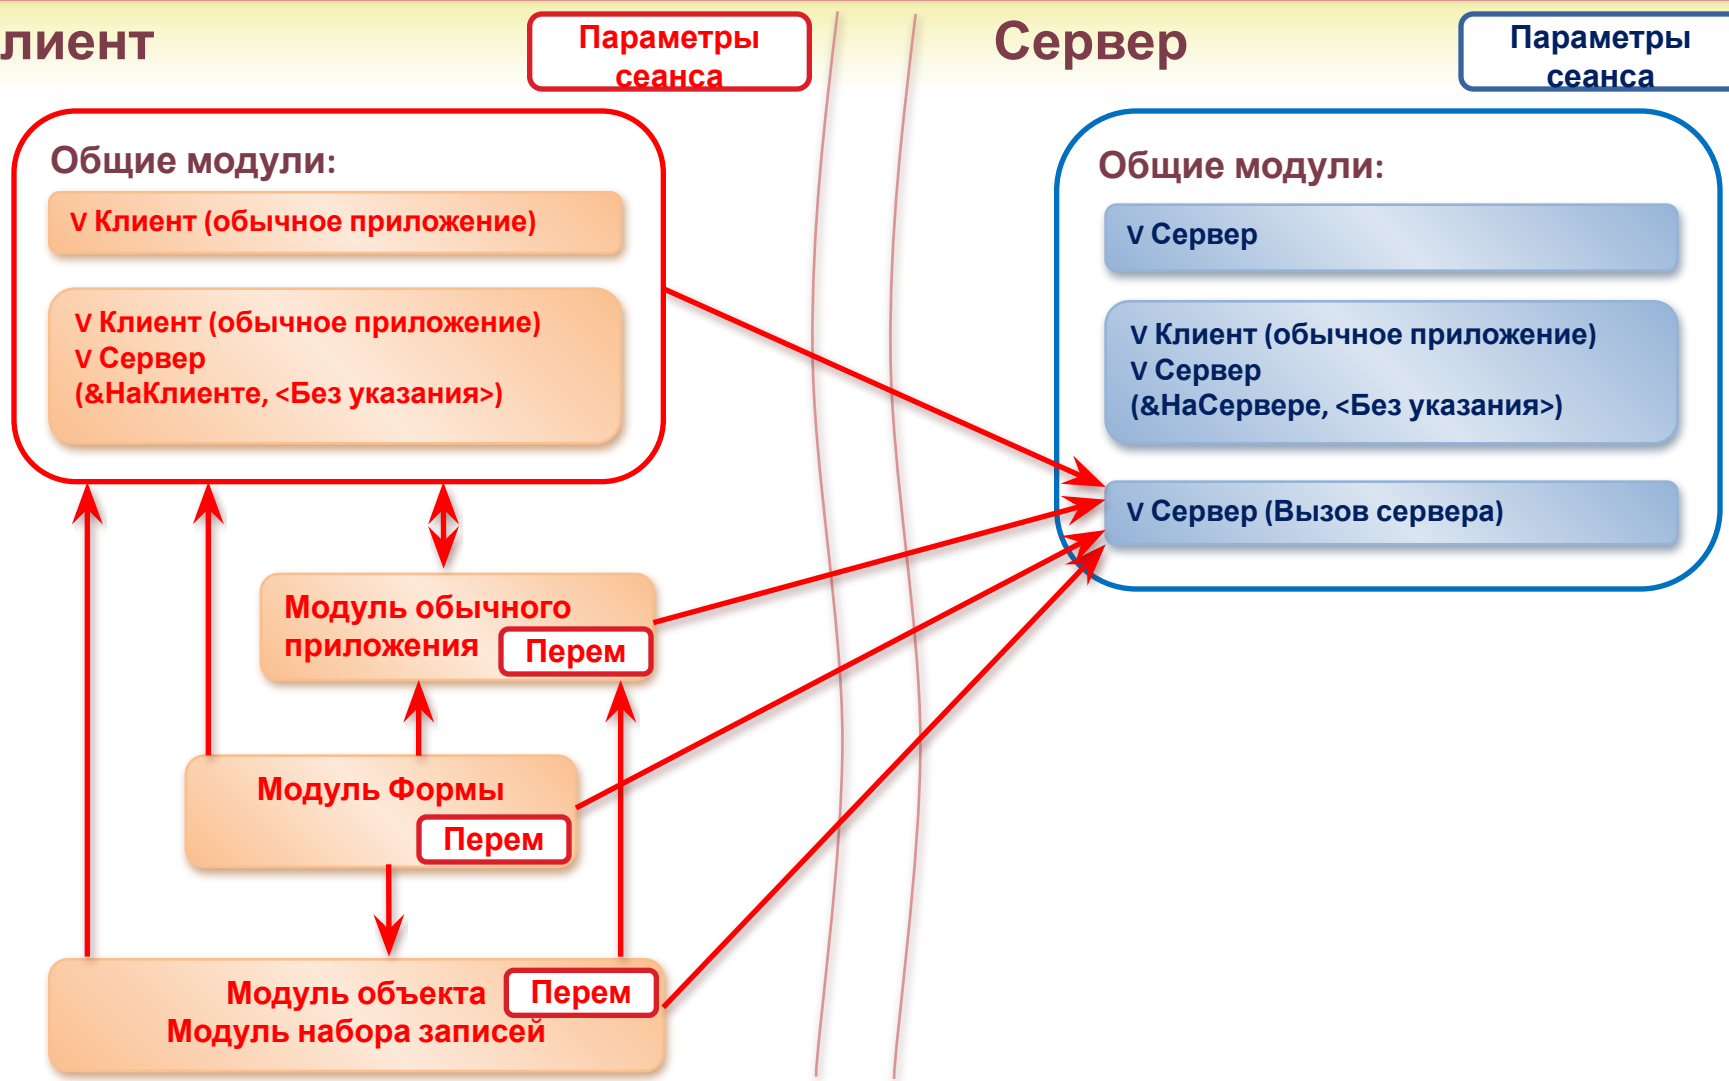 лиент
Параметры
сеанса
Сервер
Параметры
сеанса
Общие модули:
V Клиент (обычное приложение)
V Клиент (обычное приложение)
V Сервер
(&НаКлиенте, <Без указания>)
Общие модули:
V Сервер
V Клиент (обычное приложение)
V Сервер
(&НаСервере, <Без указания>)
V Сервер (Вызов сервера)
Модуль обычного
приложения
Перем
Модуль Формы
Перем
Модуль объекта
Перем
Модуль набора записей